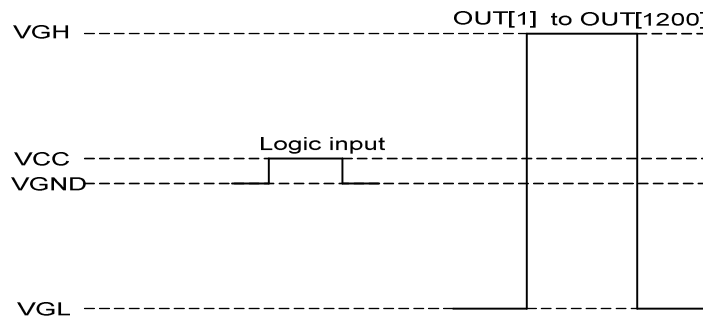 OUT[1] to OUT[1200]
VGH
Logic input
VCC
VGND
VGL